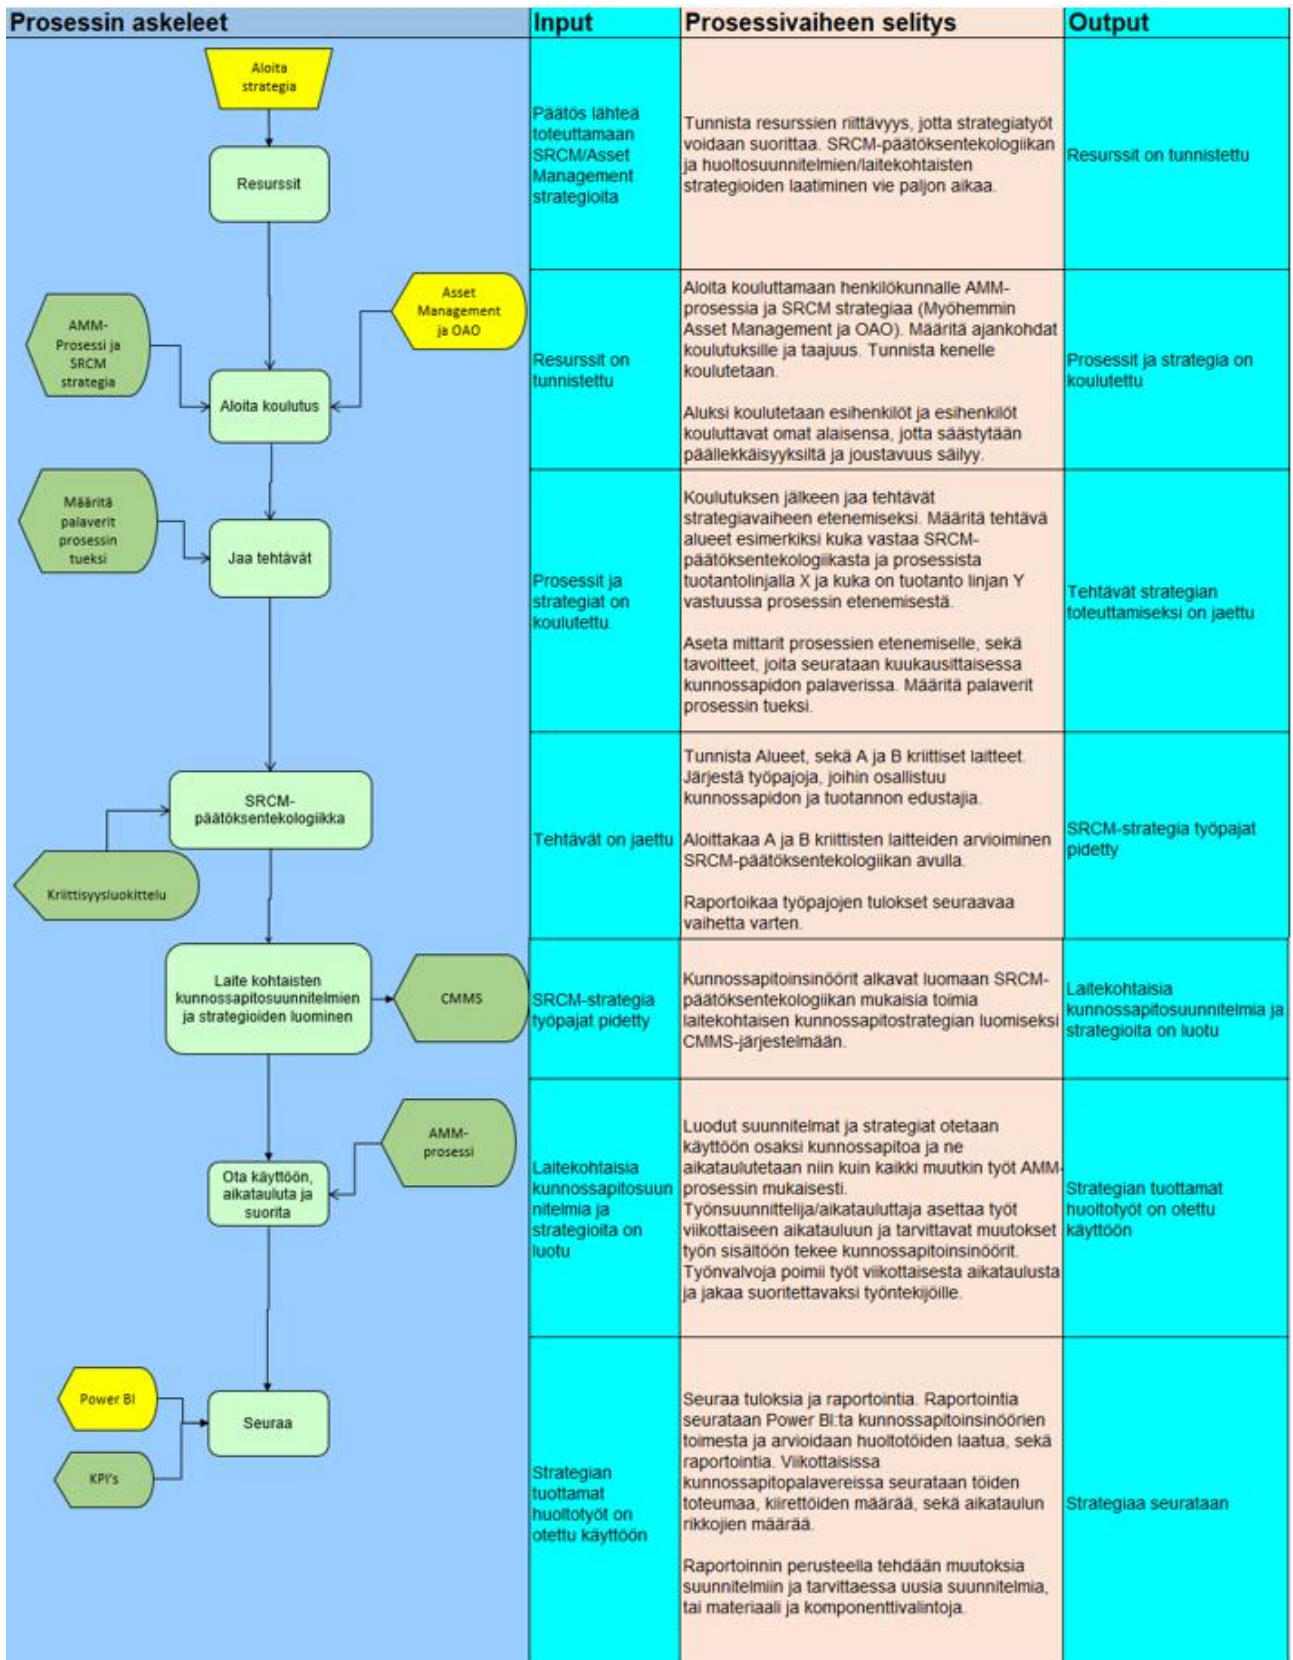 Prosessin askeleet
Input
Prosessivaiheen selitys
Output
Aloita
strategia
Resurssit
Päätös lähteä
toteuttamaan
SRCM/Asset
Management
strategioita
Tunnista resurssien riittävyys, jotta strategiatyöt
voidaan suorittaa. SRCM-päätöksentekologiikan
ja huoltosuunnitelmien/laitekohtaisten
strategioiden laatiminen vie paljon aikaa.
Resurssit on tunnistettu
AMM-
Prosessi ja
SRCM
strategia
Asset
Management
ja OAO
Aloita koulutus
Resurssit on
tunnistettu
Aloita kouluttamaan henkilökunnalle AMM-
prosessia ja SRCM strategiaa (Myöhemmin
Asset Management ja OAO). Määritä ajankohdat
koulutuksille ja taajuus. Tunnista kenelle
koulutetaan.
Aluksi koulutetaan esihenkilöt ja esihenkilöt
kouluttavat omat alaisensa, jotta säästytään
päällekkäisyyksiltä ja joustavuus säilyy.
Prosessit ja strategia on
koulutettu
Määritä
palaverit
prosessin
tueksi
Jaa tehtävät
Prosessit ja
strategiat on
koulutettu.
Koulutuksen jälkeen jaa tehtävät
strategiavaiheen etenemiseksi. Määritä tehtävä
alueet esimerkiksi kuka vastaa SRCM-
päätöksentekologiikasta ja prosessista
tuotantolinjalla X ja kuka on tuotanto linjan Y
vastuussa prosessin etenemisestä.
Aseta mittarit prosessien etenemiselle, sekä
tavoitteet, joita seurataan kuukausittaisessa
kunnossapidon palaverissa. Määritä palaverit
prosessin tueksi.
Tehtävät strategian
toteuttamiseksi on jaettu
SRCM-
päätöksentekologiikka
Kriittisyysluokittelu
Tehtävät on jaettu
Tunnista Alueet, sekä A ja B kriittiset laitteet.
Järjestä työpajoja, joihin osallistuu
kunnossapidon ja tuotannon edustajia.
Aloittakaa A ja B kriittisten laitteiden arvioiminen
SRCM-päätöksentekologiikan avulla.
Raportoikaa työpajojen tulokset seuraavaa
vaihetta varten.
SRCM-strategia työpajat
pidetty
Laite kohtaisten
kunnossapitosuunnitelmien
ja strategioiden luominen
CMMS
SRCM-strategia
työpajat pidetty
Kunnossapitoinsinöörit alkavat luomaan SRCM-
päätöksentekologiikan mukaisia toimia
laitekohtaisen kunnossapitostrategian luomiseksi
CMMS-järjestelmään.
Laitekohtaisia
kunnossapitosuunnitelmia ja
strategioita on luotu
AMM-
prosessi
Ota käyttöön,
aikatauluta ja
suorita
Laitekohtaisia
kunnossapitosuun
nitelmia ja
strategioita on
luotu
Luodut suunnitelmat ja strategiat otetaan
käyttöön osaksi kunnossapitoa ja ne
aikataulutetaan niin kuin kaikki muutkin työt AMM-
prosessin mukaisesti.
Työnsuunnittelija/aikatauluttaja asettaa työt
viikottaiseen aikatauluun ja tarvittavat muutokset
työn sisältöön tekee kunnossapitoinsinöörit.
Työnvalvoja poimii työt viikottaisesta aikataulusta
ja jakaa suoritettavaksi työntekijöille.
Strategian tuottamat
huoltotyöt on otettu
käyttöön
Power BI
KPI's
Seuraa
Strategian
tuottamat
huoltotyöt on
otettu käyttöön
Seuraa tuloksia ja raportointia. Raportointia
seurataan Power BI:ta kunnossapitoinsinöörien
toimesta ja arvioidaan huoltotöiden laatua, sekä
raportointia. Viikottaisissa
kunnossapitopalavereissa seurataan töiden
toteumaa, kiirettöiden määrää, sekä aikataulun
rikkojien määrää.
Raportoinnin perusteella tehdään muutoksia
suunnitelmiin ja tarvittaessa uusia suunnitelmia,
tai materiaali ja komponenttivalintoja.
Strategiaa seurataan